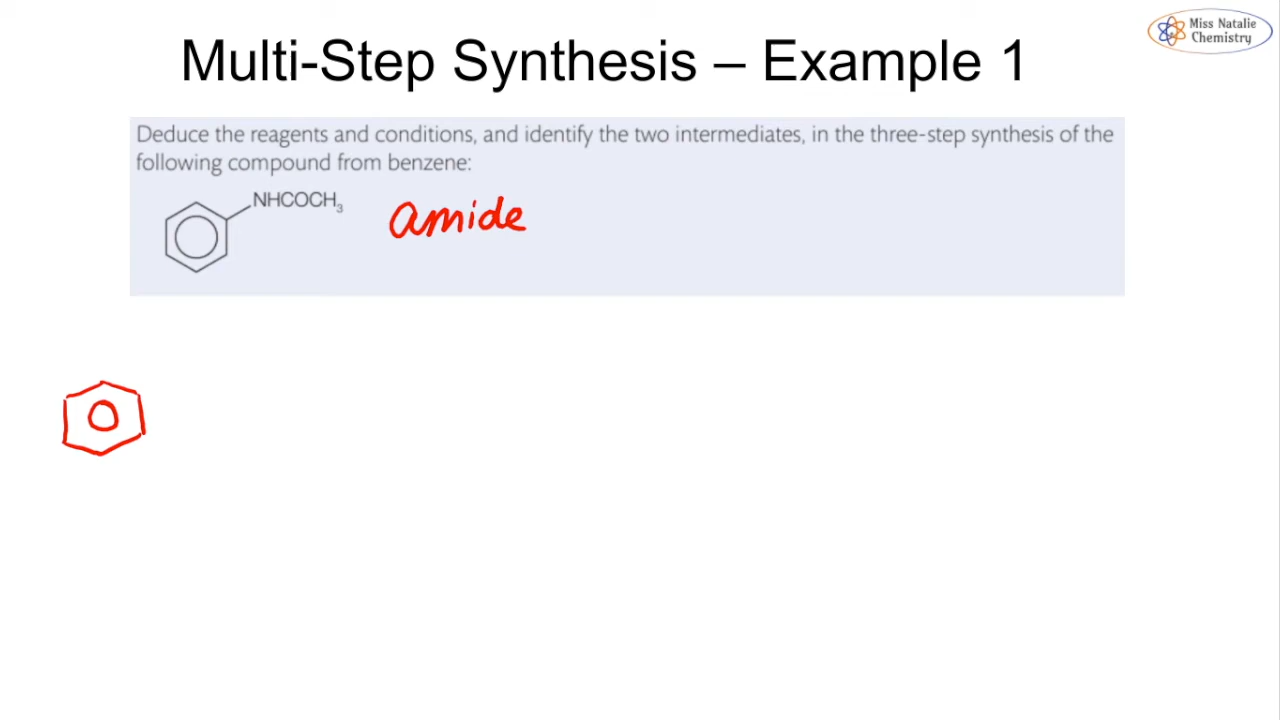 Miss Natalie
Chemistry
Multi-Step Synthesis – Example 1
Deduce the reagents and conditions, and identify the two intermediates, in the three-step synthesis of the
following compound from benzene:
NHCOCH₃
amide